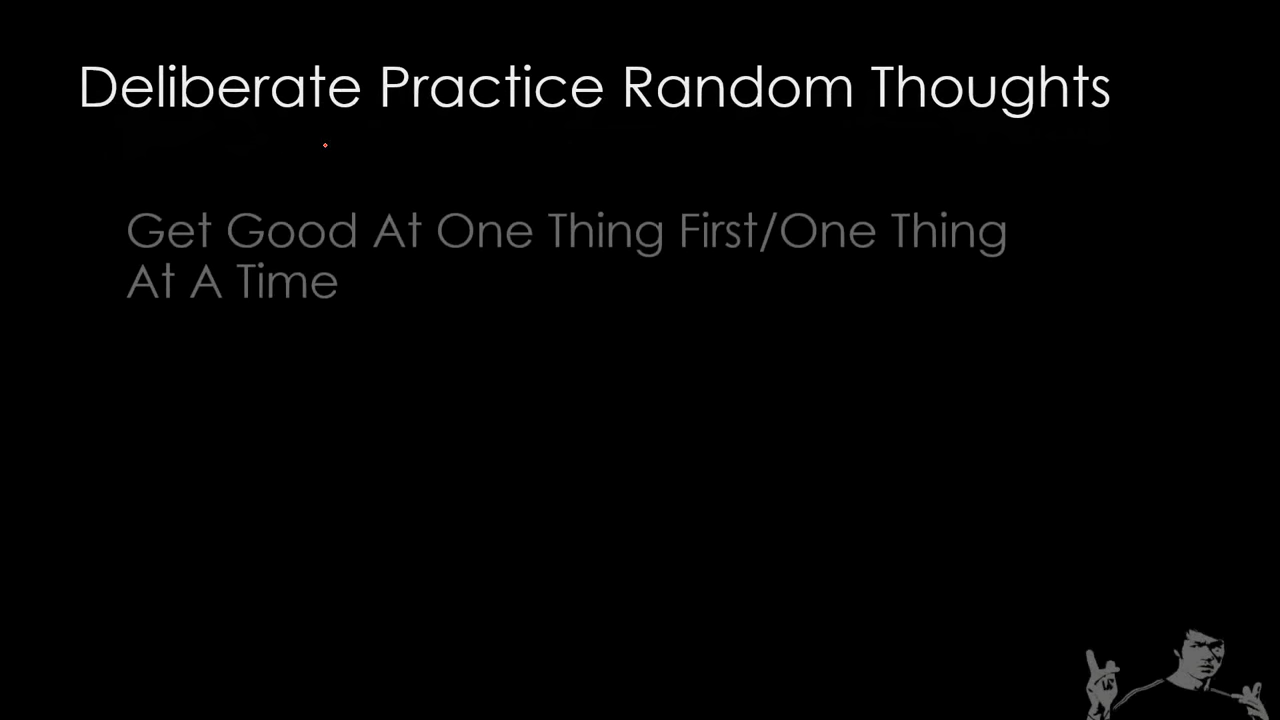 Deliberate Practice Random Thoughts
Get Good At One Thing First/One Thing
At A Time